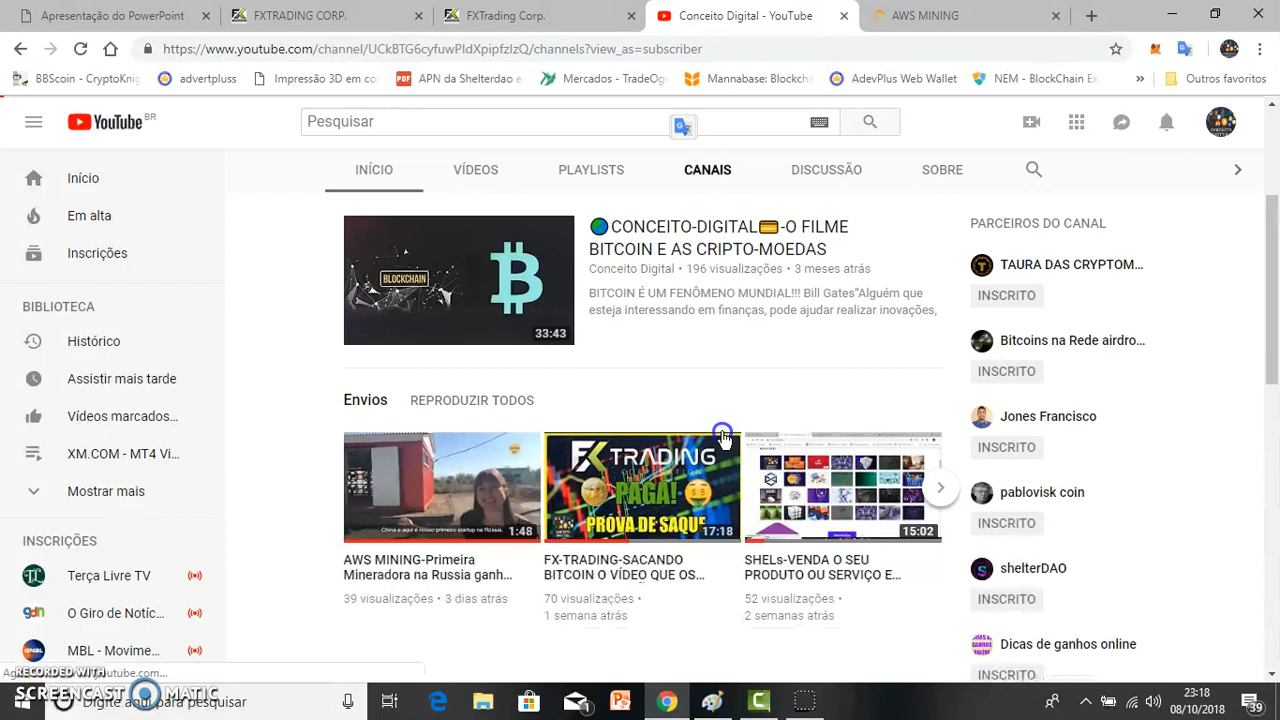 Apresentação do PowerPoint
FXTRADING CORP.
FXTrading Corp.
Conceito Digital - YouTube
AWS MINING
https://www.youtube.com/channel/UCkBTG6cyfuwPIdXpipfzIzQ/channels?view_as=subscriber
BBScoin – CryptoKnig
advertpluss
Impressão 3D em co
APN da Shelterdao e
Mercados - TradeOg
Mannabase: Blockcha
AdevPlus Web Wallet
NEM - BlockChain Ex
»
Outros favoritos
YouTube BR
Pesquisar
INÍCIO
VÍDEOS
PLAYLISTS
CANAIS
DISCUSSÃO
SOBRE
Início
Em alta
Inscrições
BIBLIOTECA
Histórico
Assistir mais tarde
Vídeos marcados...
XM.COM - MT4 Vi...
Mostrar mais
INSCRIÇÕES
Terça Livre TV
O Giro de Notíc...
MBL - Movime...
BLOCKCHAIN
33:43
CONCEITO-DIGITAL -O FILME
BITCOIN E AS CRIPTO-MOEDAS
Conceito Digital • 196 visualizações • 3 meses atrás
BITCOIN É UM FENÔMENO MUNDIAL!!! Bill Gates"Alguém que
esteja interessando em finanças, pode ajudar realizar inovações,
Envios
REPRODUZIR TODOS
China e aqui é nosso primeiro startup na Rússia.
1:48
AWS MINING-Primeira
Mineradora na Russia ganh...
39 visualizações • 3 dias atrás
FX TRADING
CORPORATION
PAGA!
PROVA DE SAQUE
17:18
FX-TRADING-SACANDO
BITCOIN O VÍDEO QUE OS...
70 visualizações •
1 semana atrás
15:02
SHELs-VENDA O SEU
PRODUTO OU SERVIÇO E...
52 visualizações •
2 semanas atrás
PARCEIROS DO CANAL
TAURA DAS CRYPTOM...
INSCRITO
Bitcoins na Rede airdro...
INSCRITO
Jones Francisco
INSCRITO
pablovisk coin
INSCRITO
shelterDAO
INSCRITO
Dicas de ganhos online
INSCRITO
RECORDED WITH
SCREENCAST MATIC
Digite aqui para pesquisar
23:18
08/10/2018
39